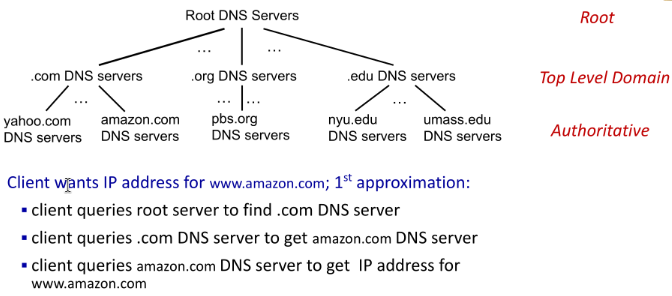 Root DNS Servers
Root
... ...
.com DNS servers .org DNS servers .edu DNS servers
Top Level Domain
... ... ...
yahoo.com DNS servers
amazon.com DNS servers
pbs.org DNS servers
nyu.edu DNS servers
umass.edu DNS servers
Authoritative
Client wants IP address for www.amazon.com; 1st approximation:
▪ client queries root server to find .com DNS server
▪ client queries .com DNS server to get amazon.com DNS server
▪ client queries amazon.com DNS server to get IP address for
www.amazon.com